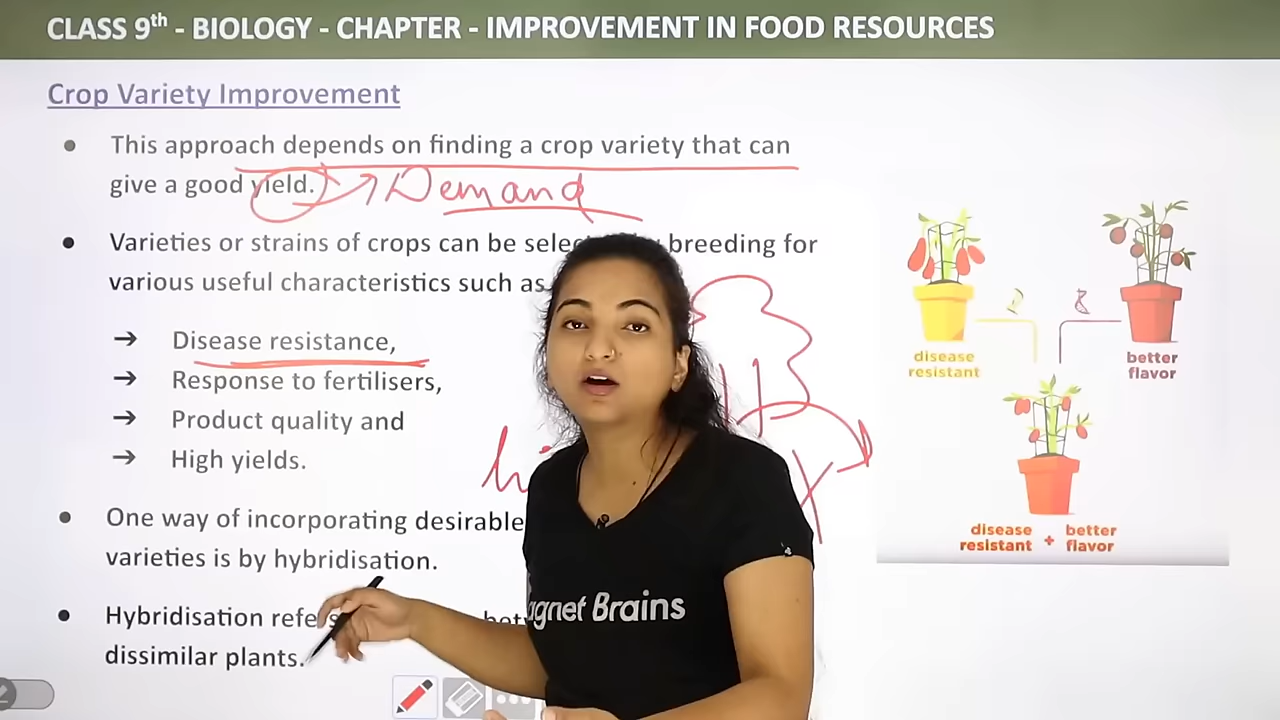 CLASS 9th - BIOLOGY - CHAPTER - IMPROVEMENT IN FOOD RESOURCES
Crop Variety Improvement
• This approach depends on finding a crop variety that can
give a good yield. → Demand
• Varieties or strains of crops can be breeding for
various useful characteristics such as
→ Disease resistance,
→ Response to fertilisers,
→ Product quality and
→ High yields.
• One way of incorporating desirable
varieties is by hybridisation.
• Hybridisation
dissimilar plants.
disease
resistant
better
flavor
disease resistant + better flavor
Brains